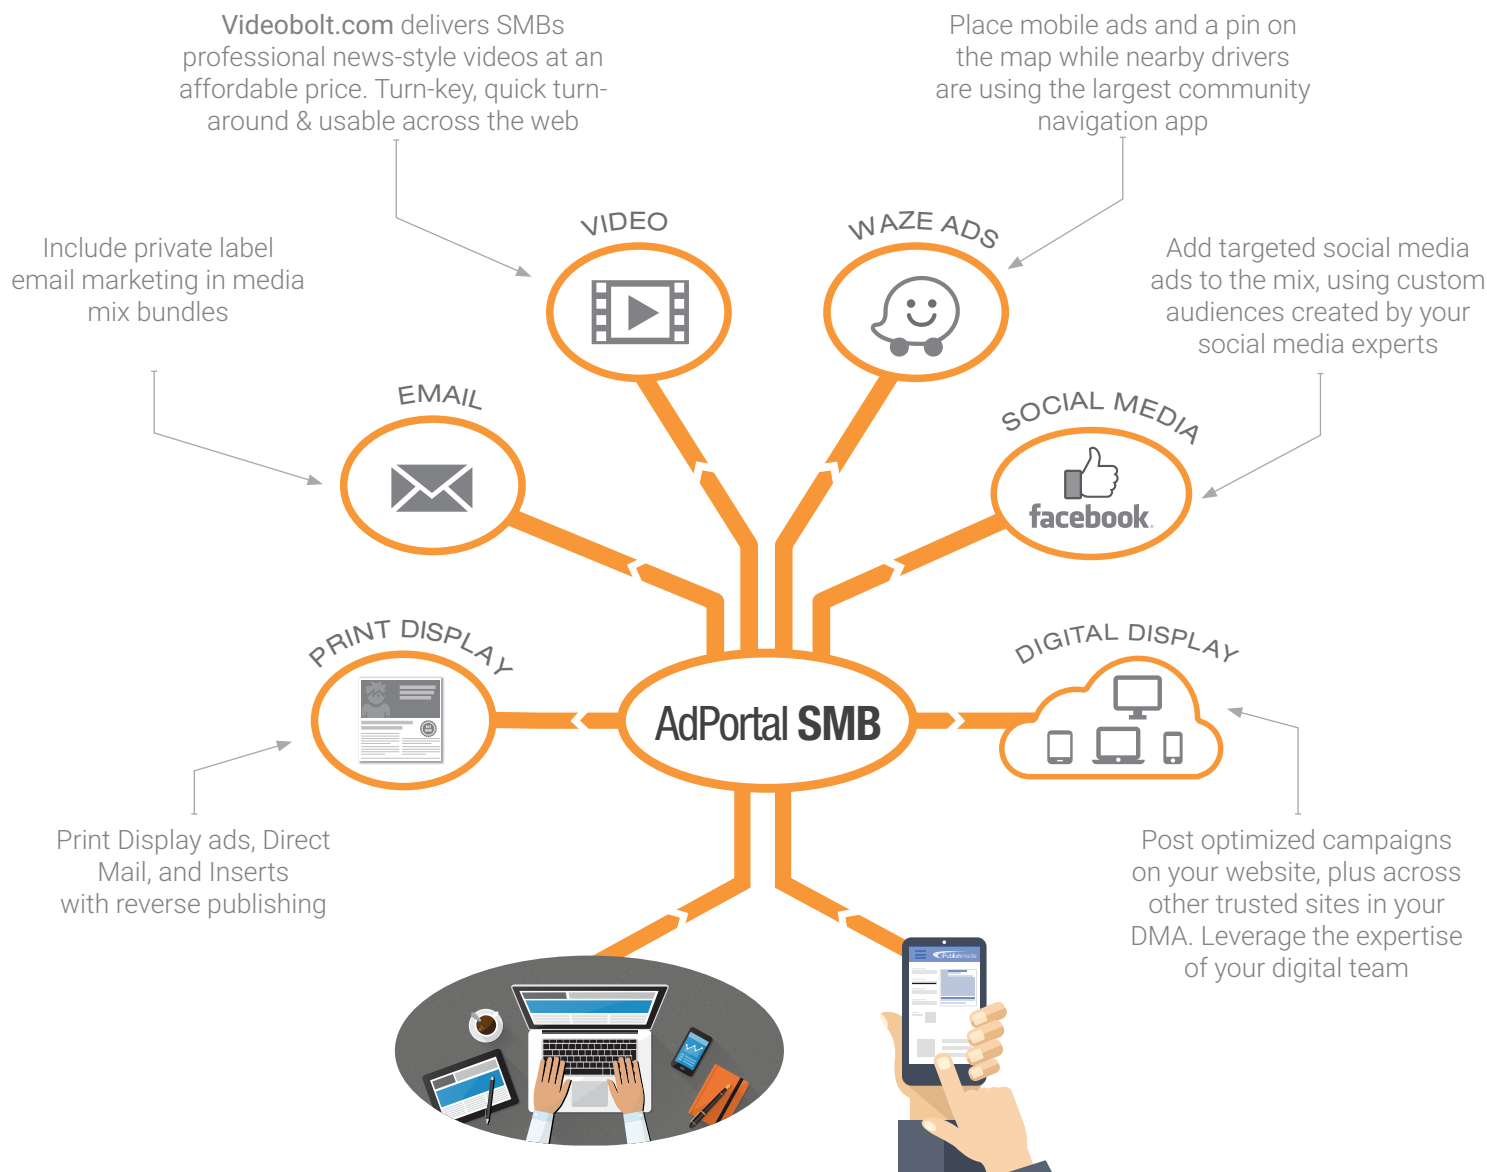 Videobolt.com delivers SMBs
professional news-style videos at an
affordable price. Turn-key, quick turn-
around & usable across the web
Place mobile ads and a pin on
the map while nearby drivers
are using the largest community
navigation app
VIDEO
WAZE ADS
Include private label
email marketing in media
mix bundles
Add targeted social media
ads to the mix, using custom
audiences created by your
social media experts
EMAIL
SOCIAL MEDIA
facebook.
PRINT DISPLAY
DIGITAL DISPLAY
AdPortal SMB
Print Display ads, Direct
Mail, and Inserts
with reverse publishing
Post optimized campaigns
on your website, plus across
other trusted sites in your
DMA. Leverage the expertise
of your digital team
iPublishmedia